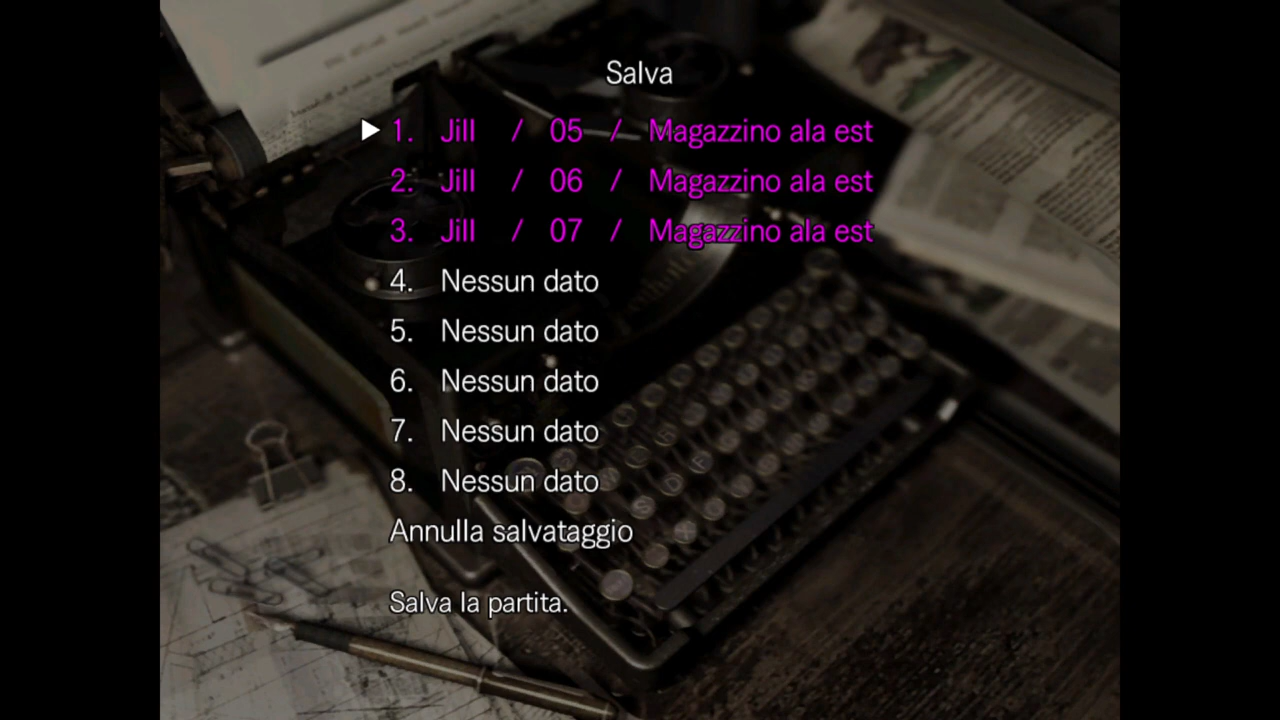 Salva
1. Jill / 05 / Magazzino ala est
2. Jill / 06 / Magazzino ala est
3. Jill / 07 / Magazzino ala est
4. Nessun dato
5. Nessun dato
6. Nessun dato
7. Nessun dato
8. Nessun dato
Annulla salvataggio
Salva la partita.